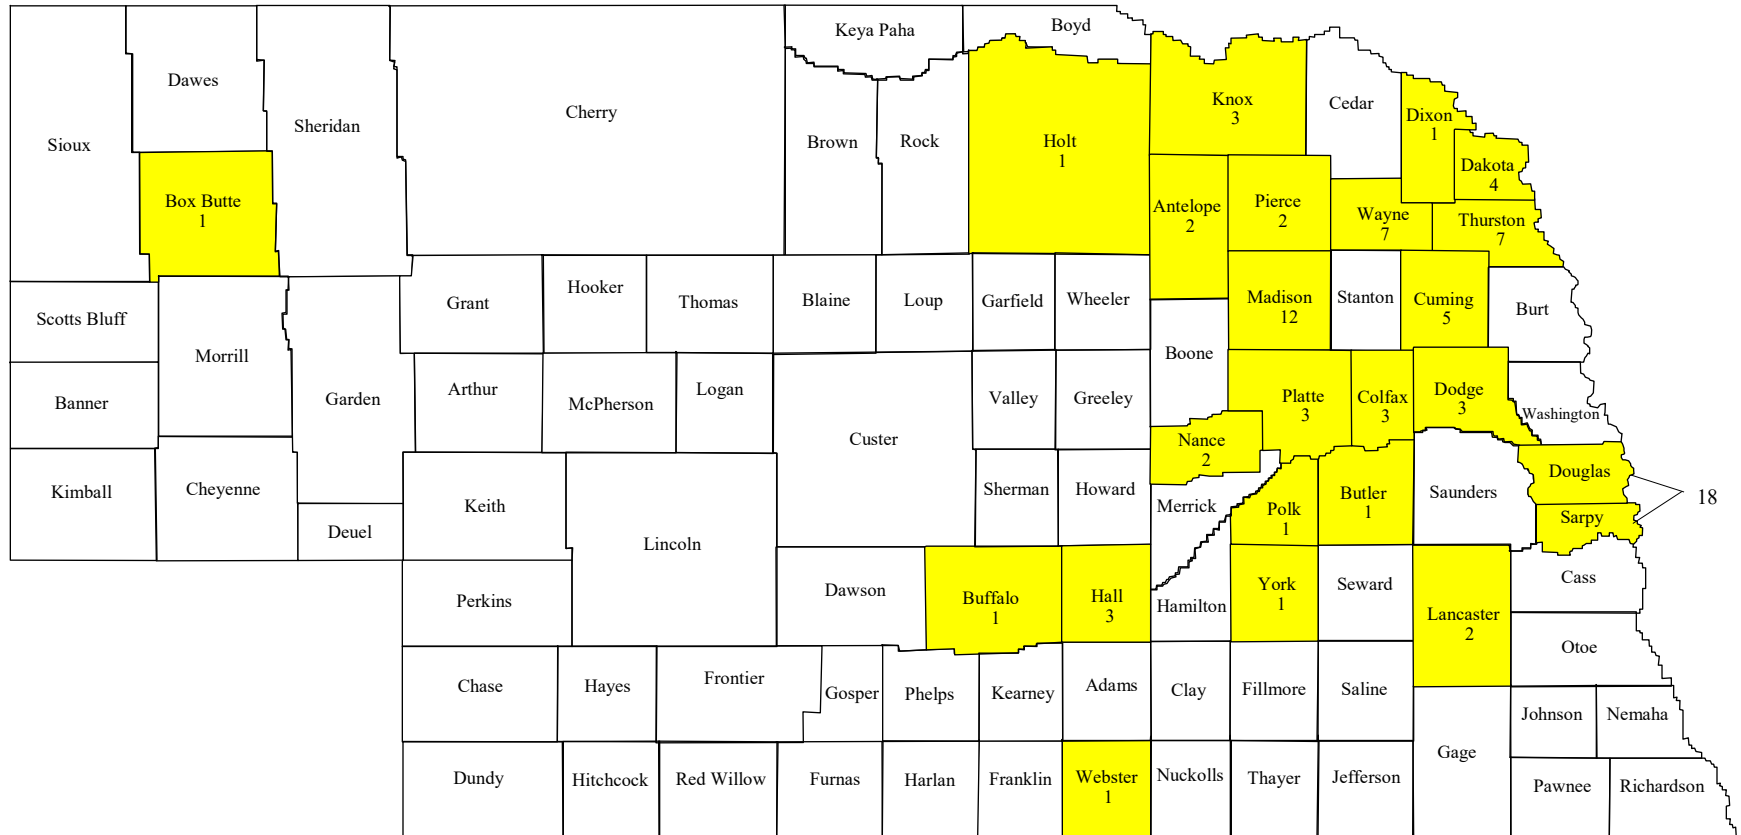 Keya Paha
Boyd
Dawes
Sioux
Sheridan
Cherry
Brown
Rock
Holt
1
Knox
3
Cedar
Dixon
1
Dakota
4
Box Butte
1
Antelope
2
Pierce
2
Wayne
7
Thurston
7
Scotts Bluff
Morrill
Grant
Hooker
Thomas
Blaine
Loup
Garfield
Wheeler
Madison
12
Stanton
Cuming
5
Burt
Boone
Banner
Garden
Arthur
McPherson
Logan
Custer
Valley
Greeley
Platte
3
Colfax
3
Dodge
3
Washington
Nance
2
Kimball
Cheyenne
Deuel
Keith
Lincoln
Sherman
Howard
Merrick
Polk
1
Butler
1
Saunders
Douglas
Sarpy
18
Perkins
Dawson
Buffalo
1
Hall
3
Hamilton
York
1
Seward
Lancaster
2
Cass
Otoe
Chase
Hayes
Frontier
Gosper
Phelps
Kearney
Adams
Clay
Fillmore
Saline
Johnson
Nemaha
Gage
Dundy
Hitchcock
Red Willow
Furnas
Harlan
Franklin
Webster
1
Nuckolls
Thayer
Jefferson
Pawnee
Richardson